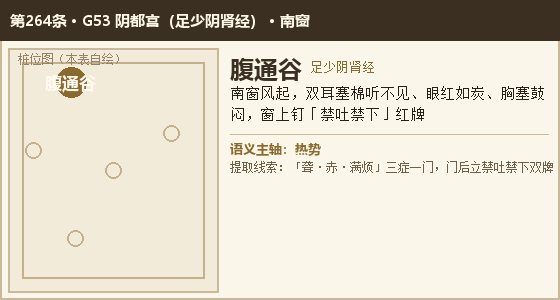 第264条·G53 阴都宫（足少阴肾经）·南窗
桩位图（本表自绘）
腹通谷
腹通谷 足少阴肾经
南窗风起，双耳塞棉听不见、眼红如炭、胸塞鼓
闷，窗上钉「禁吐禁下」红牌
语义主轴：热势
提取线索：「聋·赤·满烦」三症一门，门后立禁吐禁下双牌